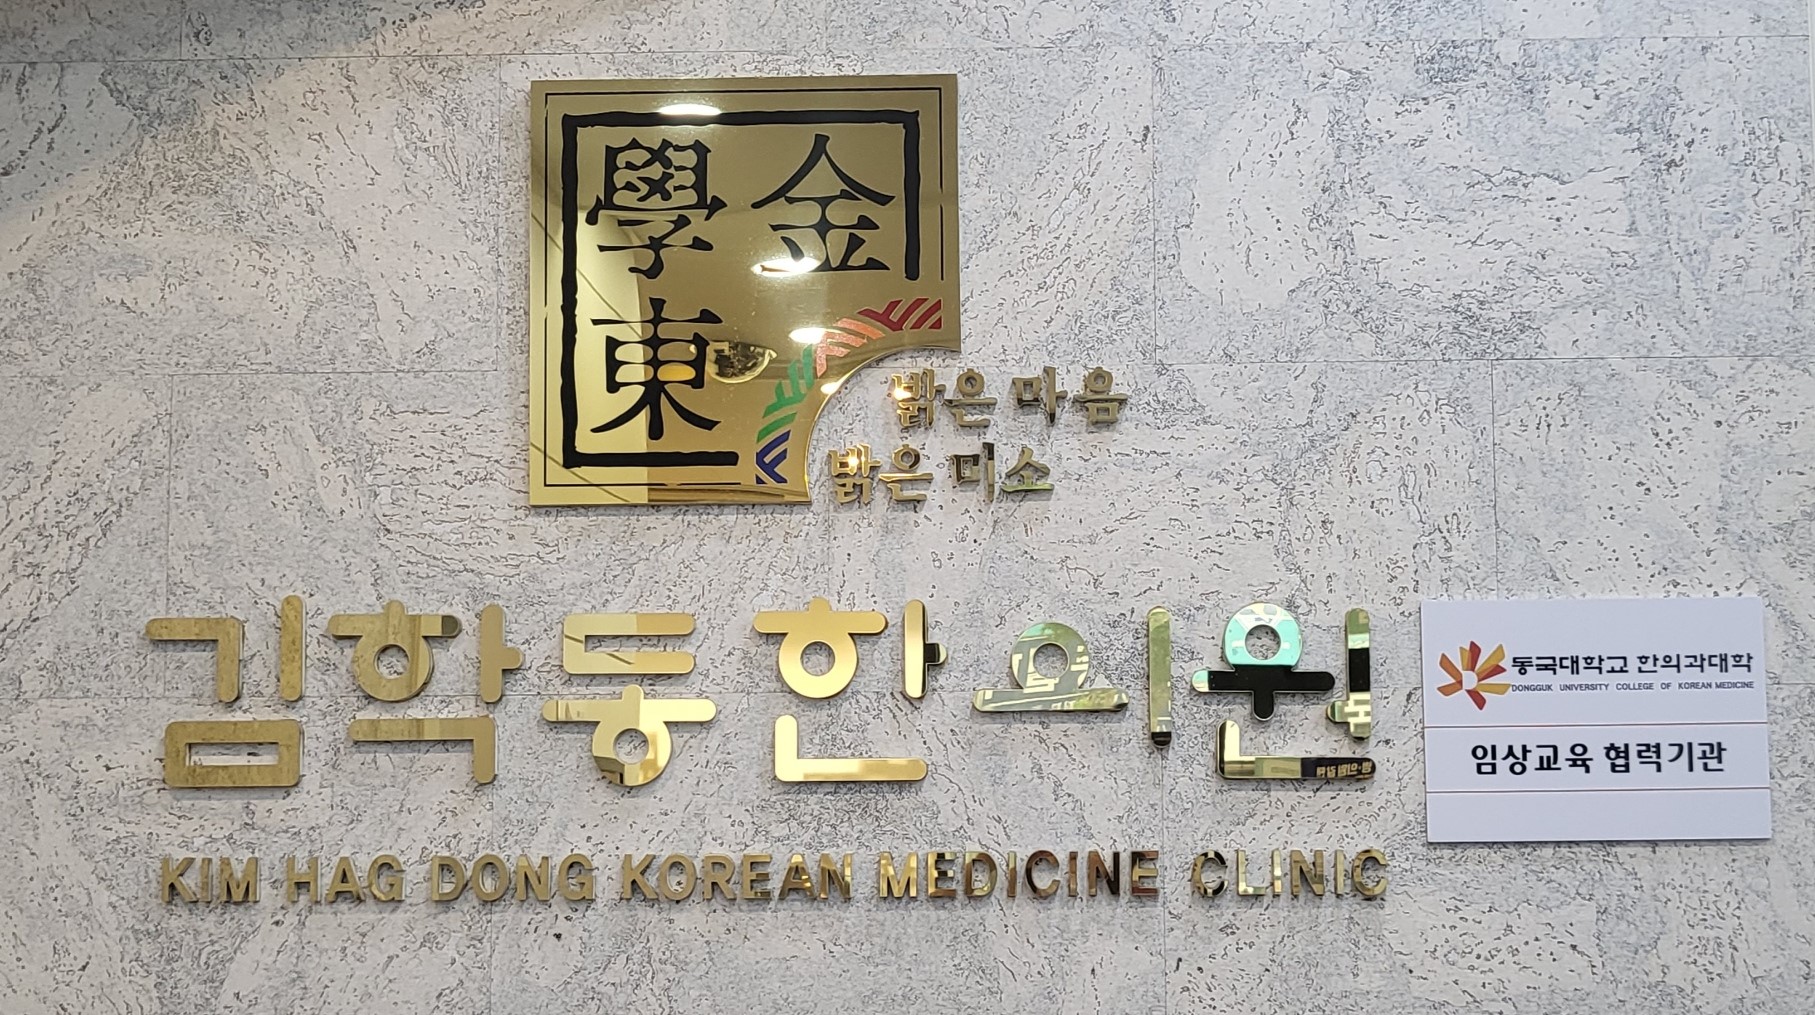 金學東
밝은 마음
밝은 미소
김학동한의원
KIM HAG DONG KOREAN MEDICINE CLINIC
동국대학교 한의과대학
DONGGUK UNIVERSITY COLLEGE OF KOREAN MEDICINE
임상교육 협력기관